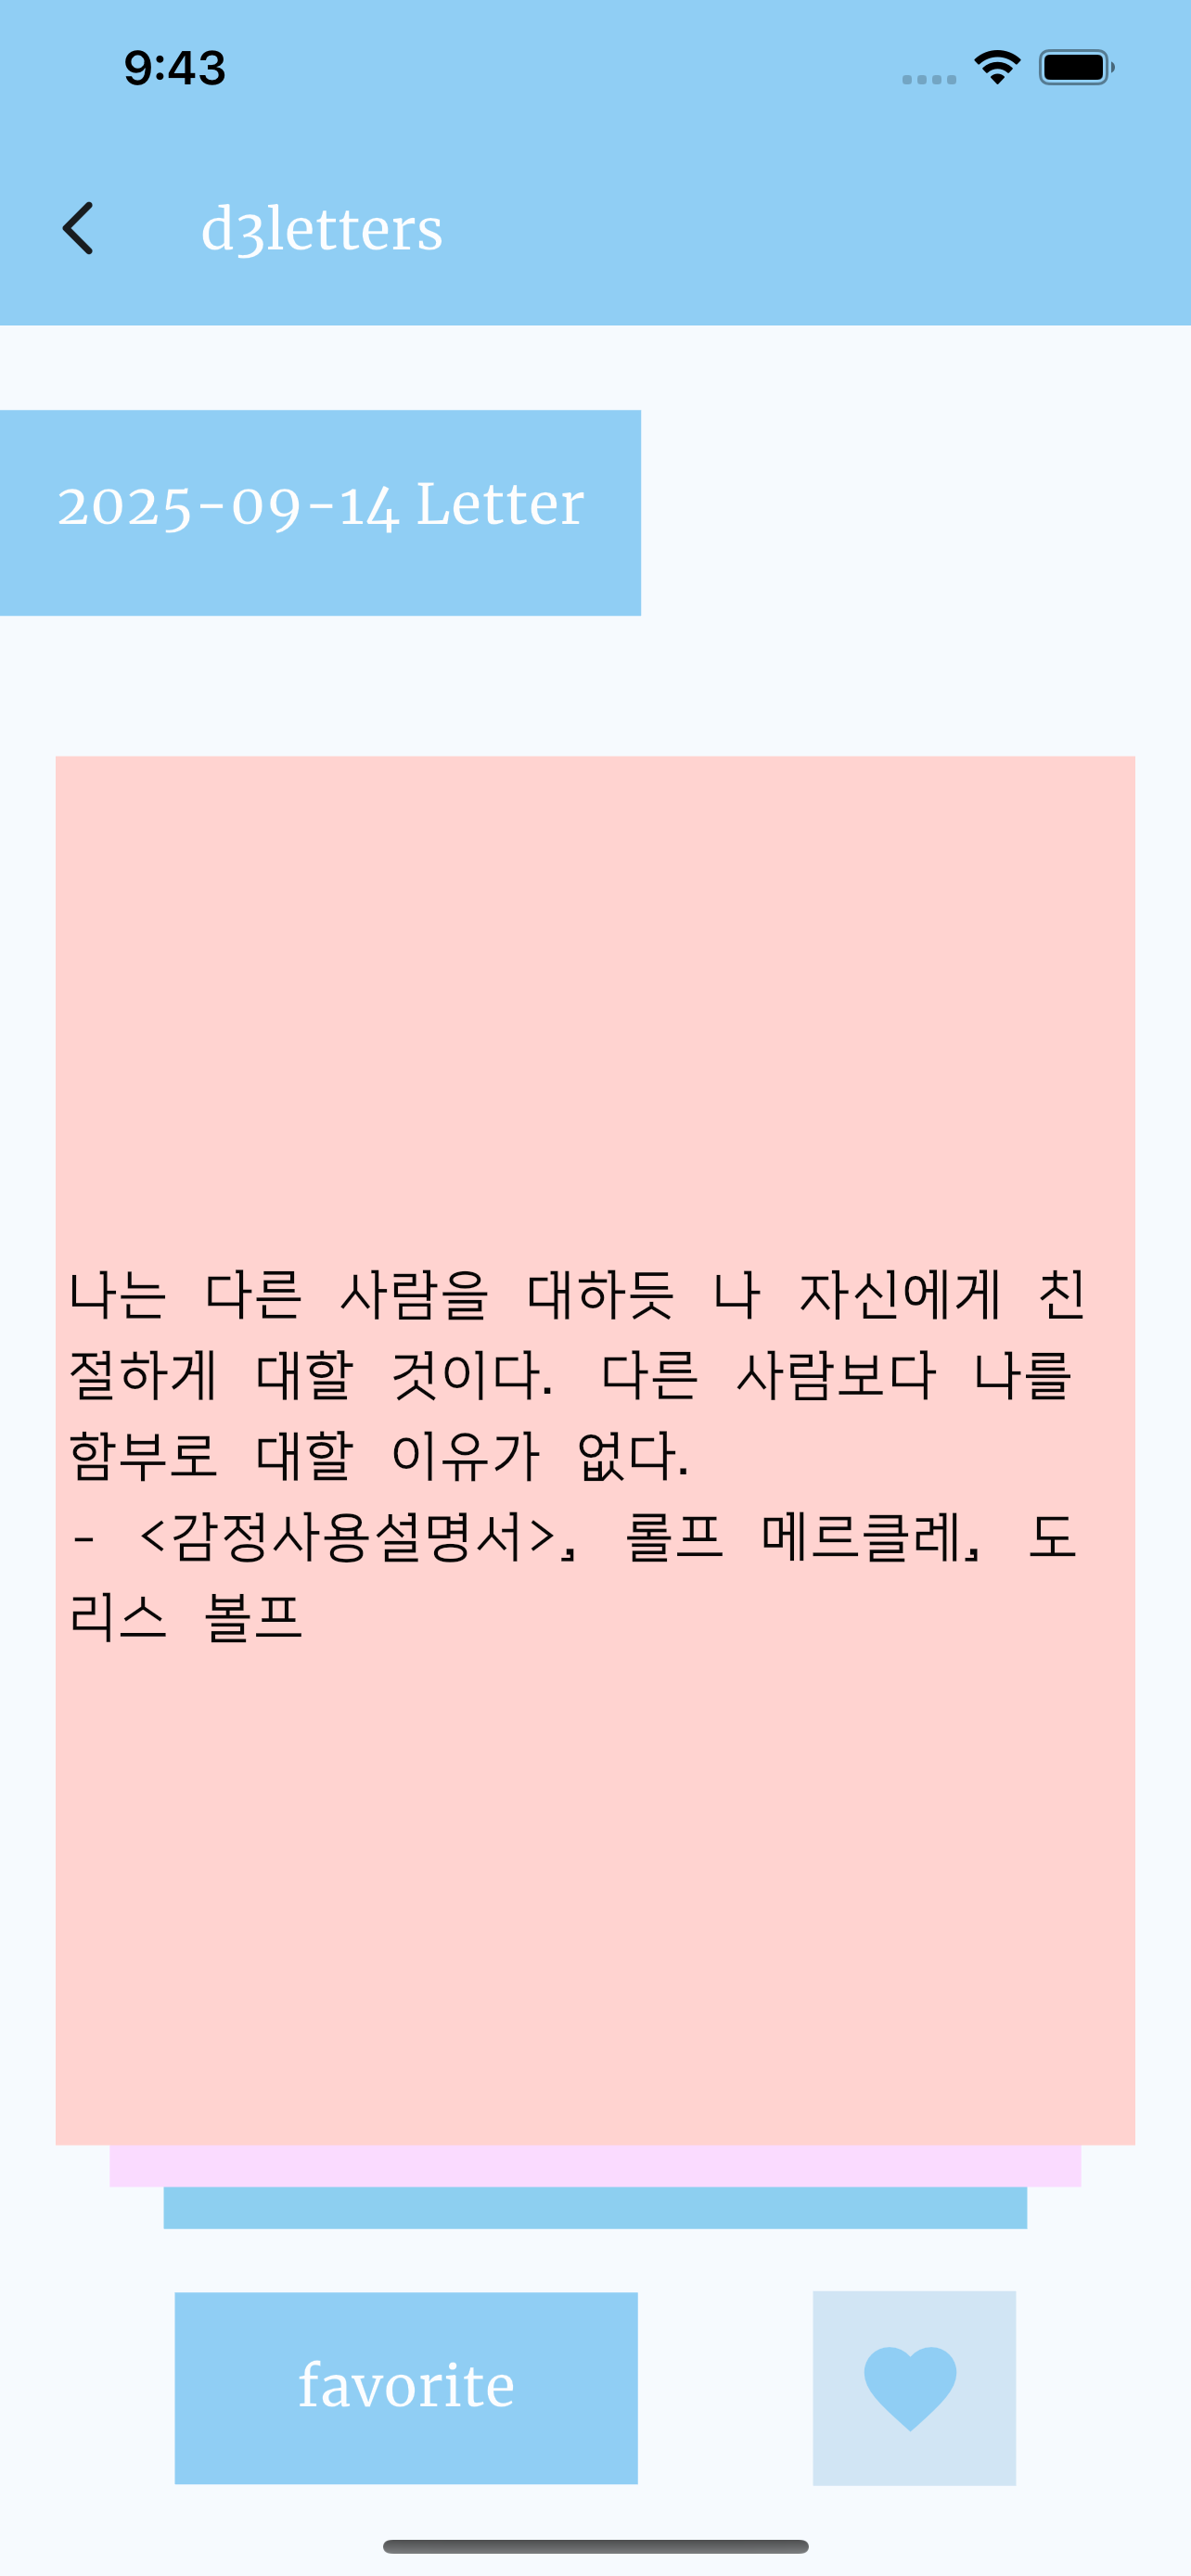 9:43
d3letters
2025-09-14 Letter
나는 다른 사람을 대하듯 나 자신에게 친
절하게 대할 것이다. 다른 사람보다 나를
함부로 대할 이유가 없다.
- <감정사용설명서>, 롤프 메르클레, 도
리스 볼프
favorite